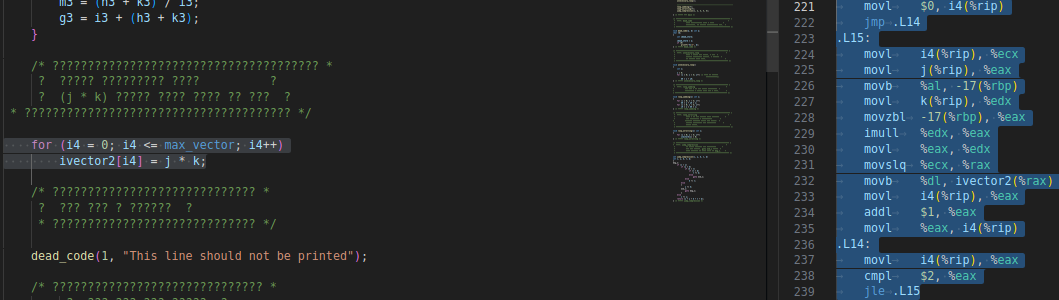 m3 = (h3 + k3) / i3;
g3 = i3 + (h3 + k3);
}
/* ?????????????????????????????????????? *
?  ????? ????????? ????          ?
?  (j * k) ????? ???? ???? ?? ???  ?
* ?????????????????????????????????????? */
for (i4 = 0; i4 <= max_vector; i4++)
ivector2[i4] = j * k;
/* ????????????????????????????? *
?  ??? ??? ? ??????  ?
* ????????????????????????????? */
dead_code(1, "This line should not be printed");
/* ?????????????????????????????? *
221 movl $0, i4(%rip)
222 jmp .L14
223 .L15:
224 movl i4(%rip), %ecx
225 movl j(%rip), %eax
226 movb %al, -17(%rbp)
227 movl k(%rip), %edx
228 movzbl -17(%rbp), %eax
229 imull %edx, %eax
230 movl %eax, %edx
231 movslq %ecx, %rax
232 movb %dl, ivector2(%rax)
233 movl i4(%rip), %eax
234 addl $1, %eax
235 movl %eax, i4(%rip)
236 .L14:
237 movl i4(%rip), %eax
238 cmpl $2, %eax
239 jle .L15